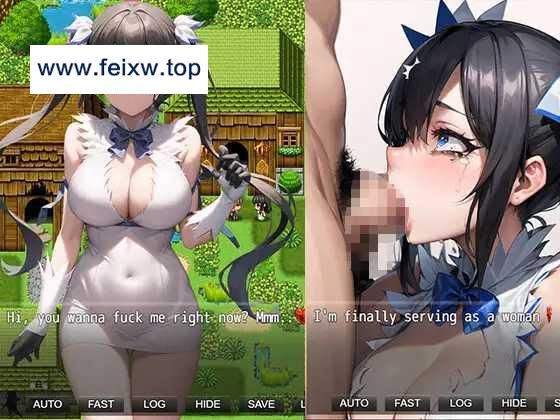 www.feixw.top
Hi, you wanna fuck me right now? Mmm..
I'm finally serving as a woman
AUTO FAST LOG HIDE SAVE L
AUTO FAST LOG HIDE S